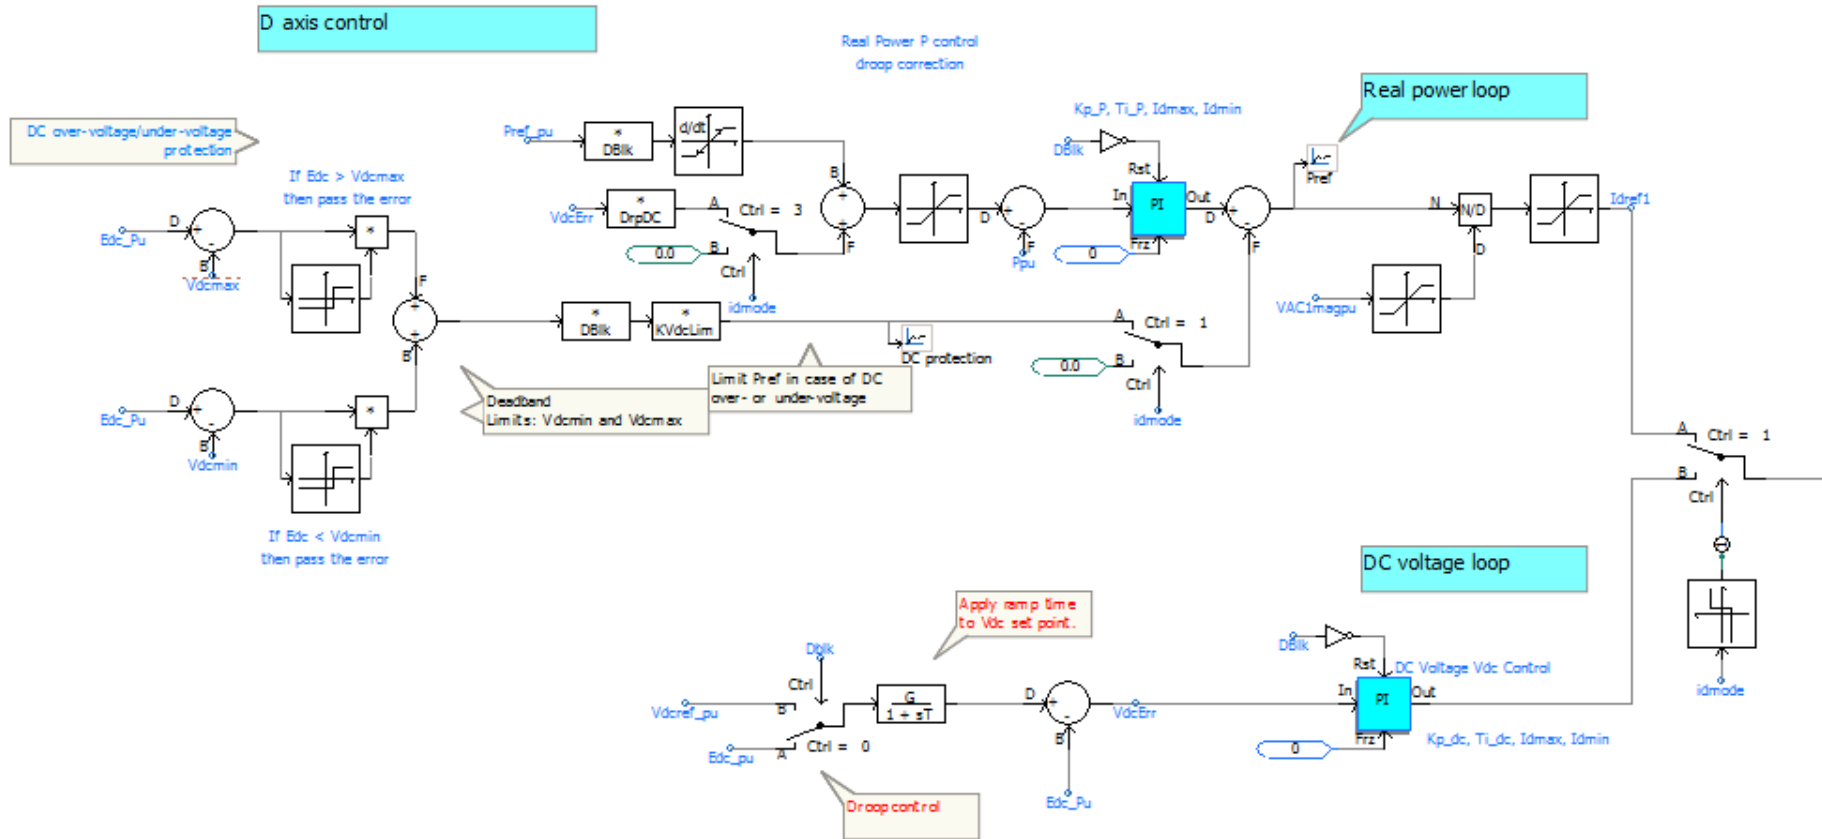 D axis control
Real Power P control
droop correction
DC over-voltage/under-voltage
protection
If Edc > Vdcmax
then pass the error
D
+
-
B
Edc_Pu
Vdcmax
*
F
+
+
B
D
+
-
B
Edc_Pu
Vdcmin
*
If Edc < Vdcmin
then pass the error
Pref_pu
*
DBlk
d/dt
VdcErr
*
DrpDC
A
Ctrl = 3
B
0.0
Ctrl
idmode
B
+
+
F
D
+
-
F
Ppu
Kp_P, Ti_P, Idmax, Idmin
DBlk
Rst
In
PI
Out
Frz
0
D
+
-
F
Real power loop
Pref
N
N/D
D
VAC1magpu
Idref1
*
DBlk
*
KVdcLim
DC protection
Limit Pref in case of DC
over- or under-voltage
Deadband
Limits: Vdcmin and Vdcmax
A
Ctrl = 1
B
0.0
Ctrl
idmode
A
Ctrl = 1
B
Ctrl
idmode
DC voltage loop
Apply ramp time
to Vdc set point.
Dblk
Ctrl
Vdcref_pu
B
A
Ctrl = 0
Edc_pu
G
1 + sT
Droop control
D
+
-
B
Edc_Pu
VdcErr
DBlk
Rst
DC Voltage Vdc Control
In
PI
Out
Frz
0
Kp_dc, Ti_dc, Idmax, Idmin